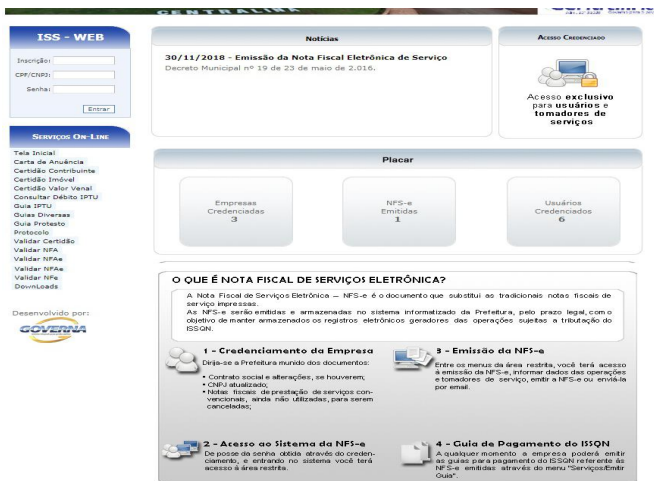 CENTRALINA
ISS - WEB
Inscrição:
CPF/CNPJ:
Senha:
Entrar
Serviços On-Line
Tela Inicial
Carta de Anuência
Certidão Contribuinte
Certidão Imóvel
Certidão Valor Venal
Consultar Débito IPTU
Guia IPTU
Guias Diversas
Guia Protesto
Protocolo
Validar Certidão
Validar NFA
Validar NFAe
Validar NFAe
Validar NFe
DownLoads
Desenvolvido por:
GOVERNA
Notícias
30/11/2018 - Emissão da Nota Fiscal Eletrônica de Serviço
Decreto Municipal nº 19 de 23 de maio de 2.016.
Acesso Credenciado
Acesso exclusivo
para usuários e
tomadores de
serviços
Placar
Empresas
Credenciadas
3
NFS-e
Emitidas
1
Usuários
Credenciados
6
O QUE É NOTA FISCAL DE SERVIÇOS ELETRÔNICA?
A Nota Fiscal de Serviços Eletrônica – NFS-e é o documento que substitui as tradicionais notas fiscais de
serviço impressas.
As NFS-e serão emitidas e armazenadas no sistema informatizado da Prefeitura, pelo prazo legal, com o
objetivo de manter armazenados os registros eletrônicos geradores das operações sujeitas a tributação do
ISSQN.
1 - Credenciamento da Empresa
Dirija-se a Prefeitura munido dos documentos:
• Contrato social e alterações, se houverem;
• CNPJ atualizado;
• Notas fiscais de prestação de serviços con-
vencionais, ainda não utilizadas, para serem
canceladas;
2 - Acesso ao Sistema da NFS-e
De posse da senha obtida através do creden-
ciamento, e entrando no sistema você terá
acesso à área restrita.
3 - Emissão da NFS-e
Entre os menus da área restrita, você terá acesso
á emissão da NFS-e, informar dados das operações
e tomadores de serviço, emitir a NFS-e ou enviá-la
por email.
4 - Guia de Pagamento do ISSQN
A qualquer momento a empresa poderá emitir
as guias para pagamento do ISSQN referente às
NFS-e emitidas através do menu "Serviços/Emitir
Guia".